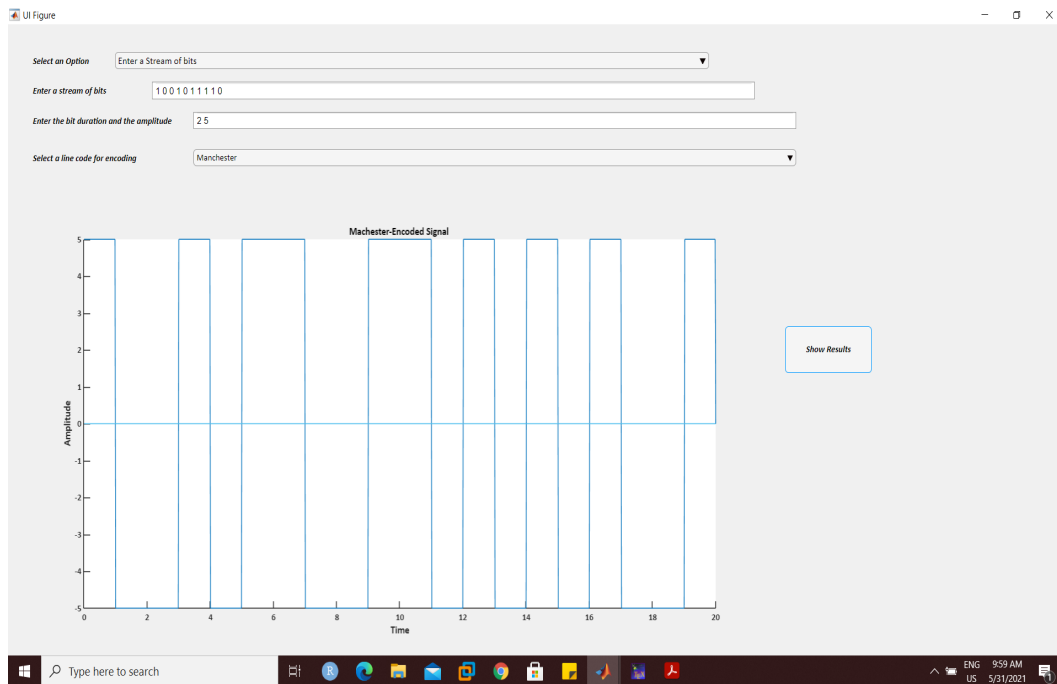 UI Figure
Select an Option
Enter a Stream of bits
Enter a stream of bits
1 0 0 1 0 1 1 1 1 0
Enter the bit duration and the amplitude
2 5
Select a line code for encoding
Manchester
Machester-Encoded Signal
5
4
3
2
1
0
-1
-2
-3
-4
-5
Amplitude
0 2 4 6 8 10 12 14 16 18 20
Time
Show Results
Type here to search
R
ENG
US
9:59 AM
5/31/2021
1